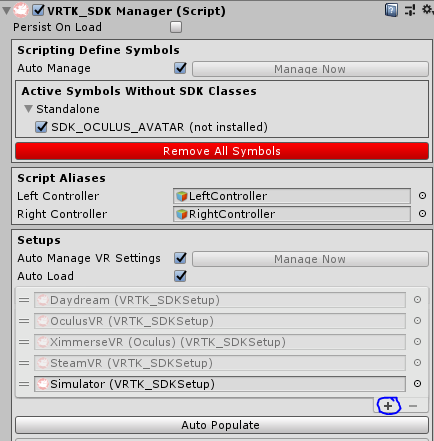 VRTK_SDK Manager (Script)
Persist On Load
Scripting Define Symbols
Auto Manage Manage Now
Active Symbols Without SDK Classes
Standalone
SDK_OCULUS_AVATAR (not installed)
Remove All Symbols
Script Aliases
Left Controller LeftController
Right Controller RightController
Setups
Auto Manage VR Settings Manage Now
Auto Load
Daydream (VRTK_SDKSetup)
OculusVR (VRTK_SDKSetup)
XimmerseVR (Oculus) (VRTK_SDKSetup)
SteamVR (VRTK_SDKSetup)
Simulator (VRTK_SDKSetup)
Auto Populate